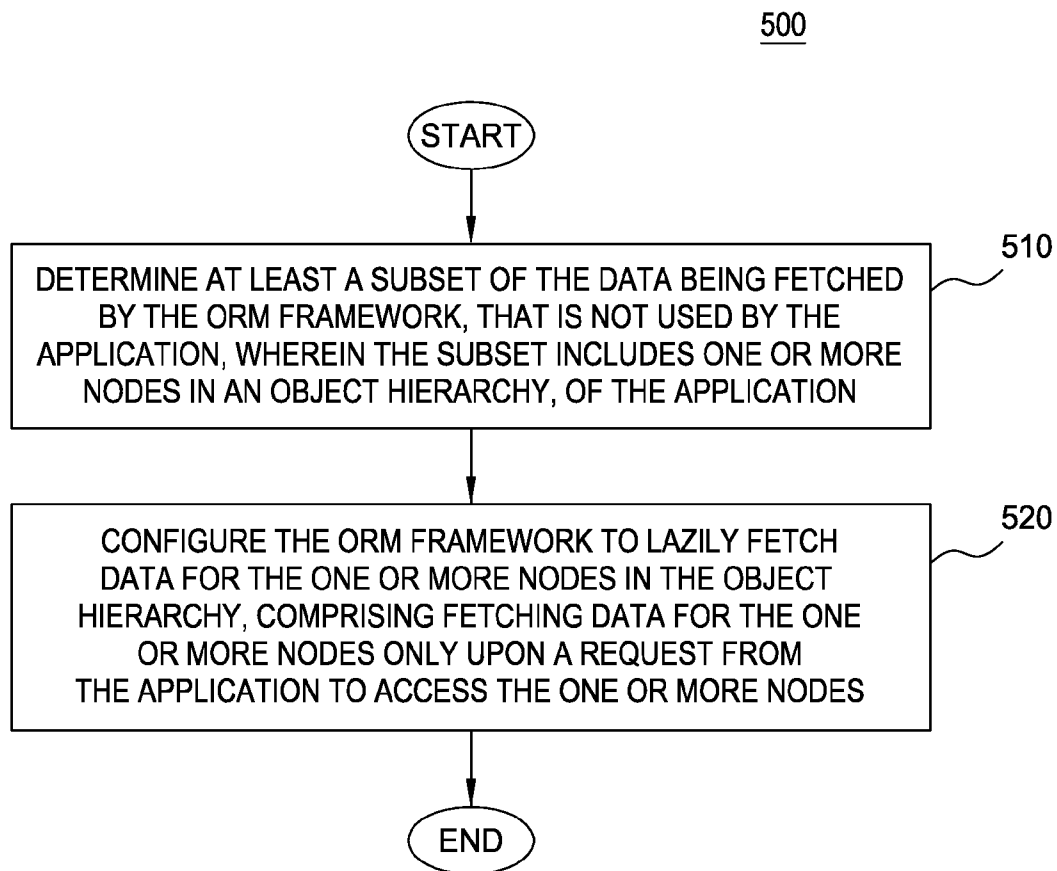 500
START
510
DETERMINE AT LEAST A SUBSET OF THE DATA BEING FETCHED
BY THE ORM FRAMEWORK, THAT IS NOT USED BY THE
APPLICATION, WHEREIN THE SUBSET INCLUDES ONE OR MORE
NODES IN AN OBJECT HIERARCHY, OF THE APPLICATION
520
CONFIGURE THE ORM FRAMEWORK TO LAZILY FETCH
DATA FOR THE ONE OR MORE NODES IN THE OBJECT
HIERARCHY, COMPRISING FETCHING DATA FOR THE ONE
OR MORE NODES ONLY UPON A REQUEST FROM
THE APPLICATION TO ACCESS THE ONE OR MORE NODES
END